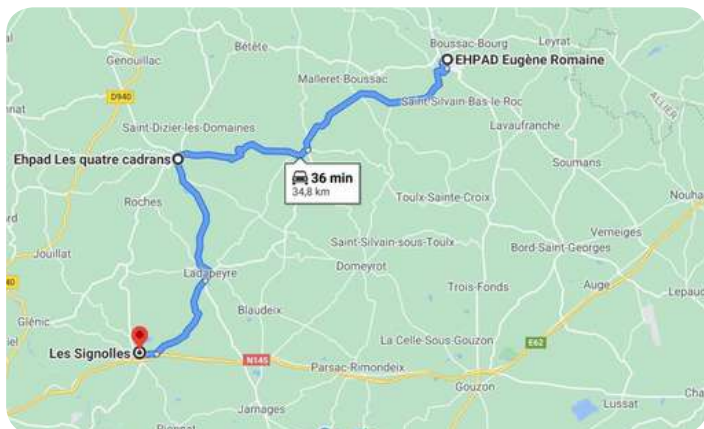 Boussac-Bourg
Leyrat
Bétête
Genouillac
EHPAD Eugène Romaine
Malleret-Boussac
D940
Saint-Silvain-Bas-le-Roc
ALLIER
Saint-Dizier-les-Domaines
Lavaufranche
Ehpad Les quatre cadrans
Soumans
36 min
34,8 km
Roches
Toulx-Sainte-Croix
Nouha
Verneiges
Saint-Silvain-sous-Toulx
Bord-Saint-Georges
Jouillat
Domeyrot
Ladapeyre
Trois-Fonds
Auge
Lepaud
40
Blaudeix
Glénic
La Celle-Sous-Gouzon
E62
Les Signolles
N145
Parsac-Rimondeix
Gouzon
Jarnages
Lussat